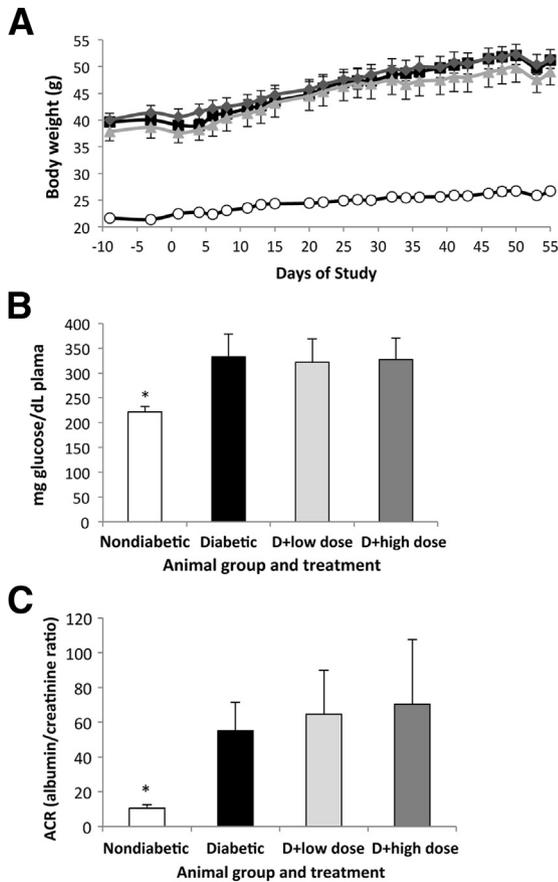 A
Body weight (g)
55
50
45
40
35
30
25
20
-10 -5 0 5 10 15 20 25 30 35 40 45 50 55
Days of Study
B
mg glucose/dL plama
400
350
300
250
200
150
100
50
0
*
Nondiabetic Diabetic D+low dose D+high dose
Animal group and treatment
C
ACR (albumin/creatinine ratio)
120
100
80
60
40
20
0
*
Nondiabetic Diabetic D+low dose D+high dose
Animal group and treatment